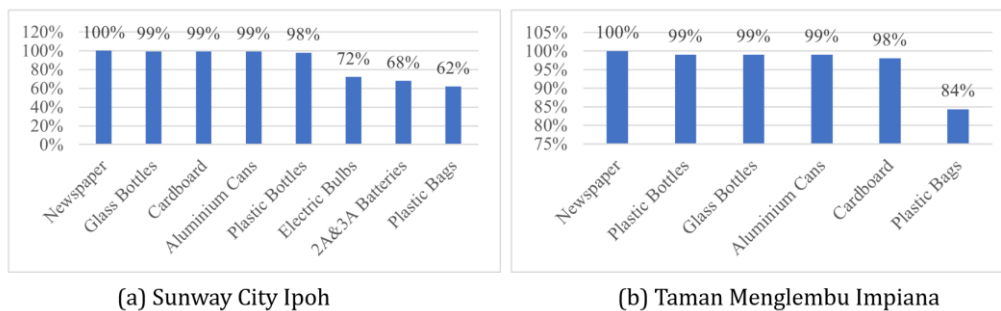 120%
100%
80%
60%
40%
20%
0%
100%
99%
99%
99%
98%
72%
68%
62%
Newspaper
Glass Bottles
Cardboard
Aluminium Cans
Plastic Bottles
Electric Bulbs
2A&3A Batteries
Plastic Bags
(a) Sunway City Ipoh
105%
100%
95%
90%
85%
80%
75%
100%
99%
99%
99%
98%
84%
Newspaper
Plastic Bottles
Glass Bottles
Aluminium Cans
Cardboard
Plastic Bags
(b) Taman Menglembu Impiana